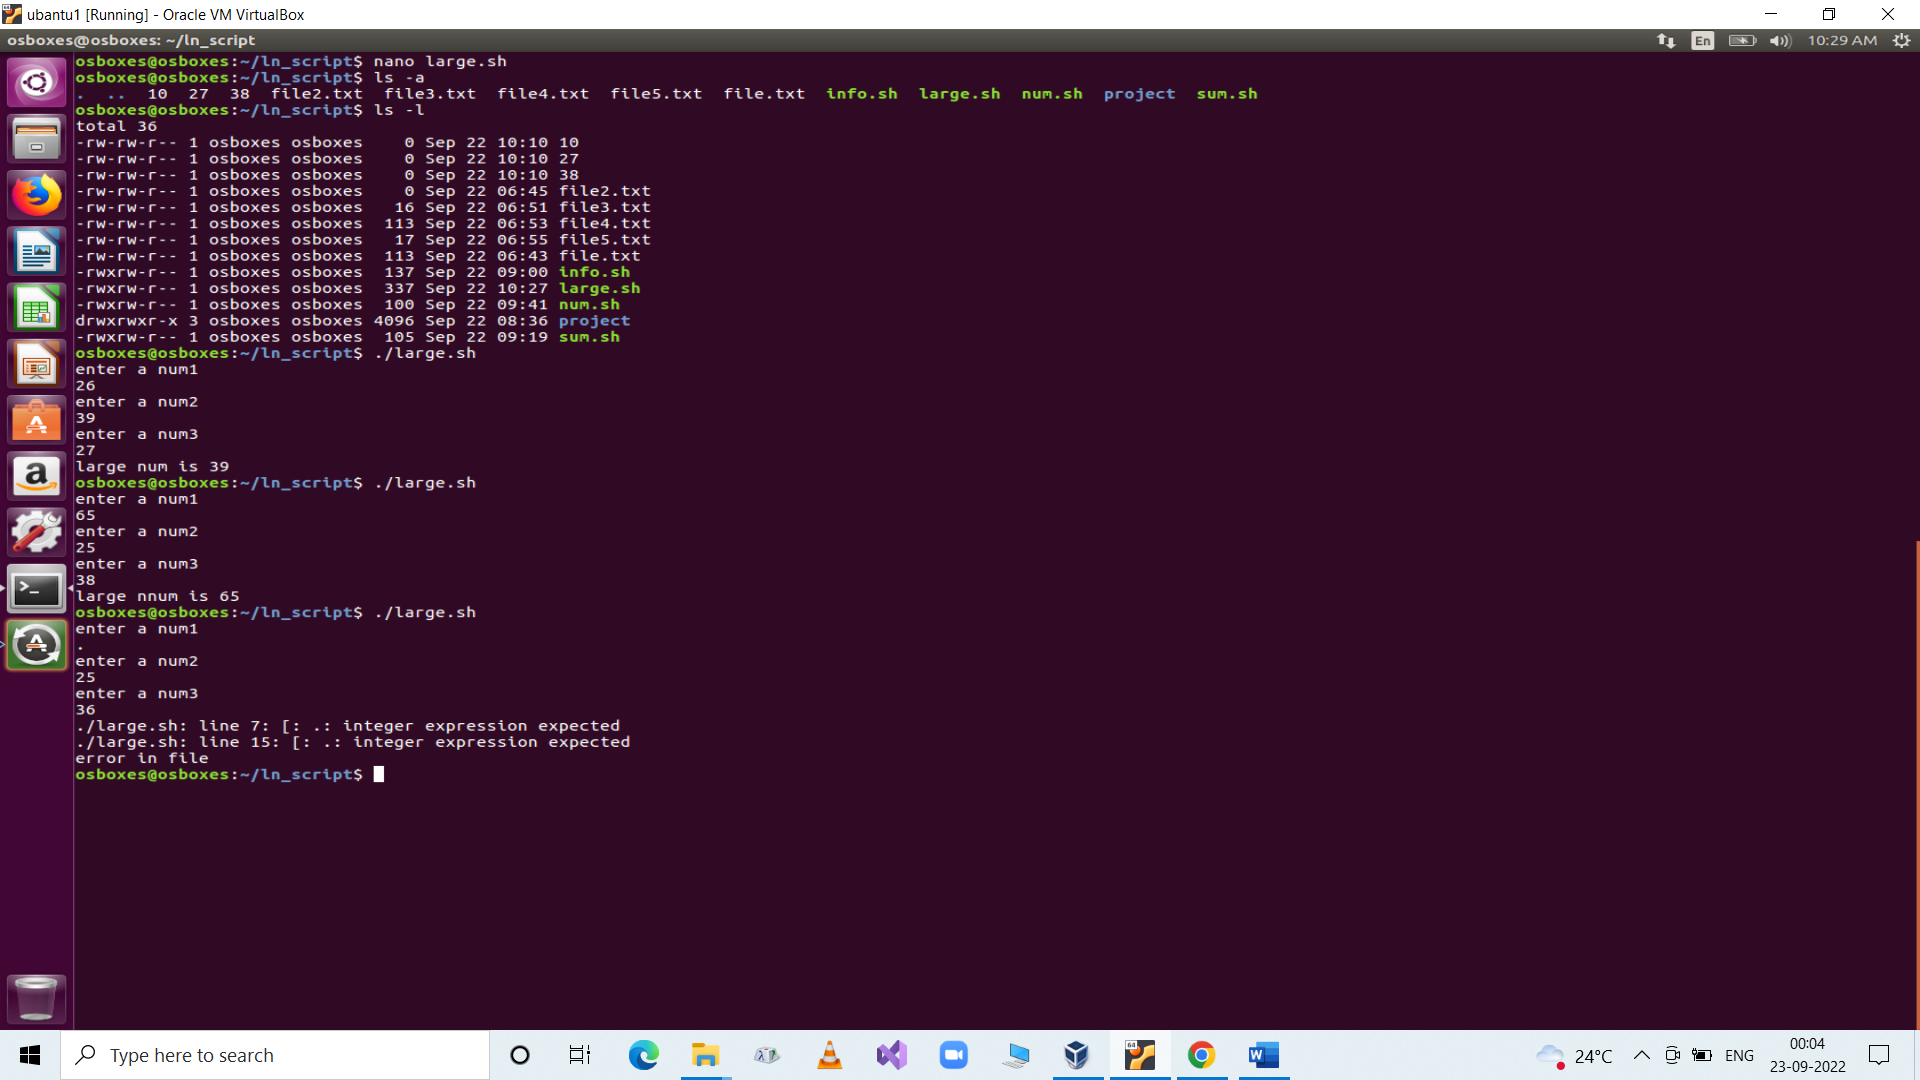 ubantu1 [Running] - Oracle VM VirtualBox
osboxes@osboxes: ~/ln_script
En
10:29 AM
osboxes@osboxes:~/ln_script$ nano large.sh
osboxes@osboxes:~/ln_script$ ls -a
.  ..  10  27  38  file2.txt  file3.txt  file4.txt  file5.txt  file.txt  info.sh  large.sh  num.sh  project  sum.sh
osboxes@osboxes:~/ln_script$ ls -l
total 36
-rw-rw-r-- 1 osboxes osboxes    0 Sep 22 10:10 10
-rw-rw-r-- 1 osboxes osboxes    0 Sep 22 10:10 27
-rw-rw-r-- 1 osboxes osboxes    0 Sep 22 10:10 38
-rw-rw-r-- 1 osboxes osboxes    0 Sep 22 06:45 file2.txt
-rw-rw-r-- 1 osboxes osboxes   16 Sep 22 06:51 file3.txt
-rw-rw-r-- 1 osboxes osboxes  113 Sep 22 06:53 file4.txt
-rw-rw-r-- 1 osboxes osboxes   17 Sep 22 06:55 file5.txt
-rw-rw-r-- 1 osboxes osboxes  113 Sep 22 06:43 file.txt
-rwxrw-r-- 1 osboxes osboxes  137 Sep 22 09:00 info.sh
-rwxrw-r-- 1 osboxes osboxes  337 Sep 22 10:27 large.sh
-rwxrw-r-- 1 osboxes osboxes  100 Sep 22 09:41 num.sh
drwxrwxr-x 3 osboxes osboxes 4096 Sep 22 08:36 project
-rwxrw-r-- 1 osboxes osboxes  105 Sep 22 09:19 sum.sh
osboxes@osboxes:~/ln_script$ ./large.sh
enter a num1
26
enter a num2
39
enter a num3
27
large num is 39
osboxes@osboxes:~/ln_script$ ./large.sh
enter a num1
65
enter a num2
25
enter a num3
38
large nnum is 65
osboxes@osboxes:~/ln_script$ ./large.sh
enter a num1
.
enter a num2
25
enter a num3
36
./large.sh: line 7: [: .: integer expression expected
./large.sh: line 15: [: .: integer expression expected
error in file
osboxes@osboxes:~/ln_script$
Type here to search
24°C
ENG
00:04
23-09-2022